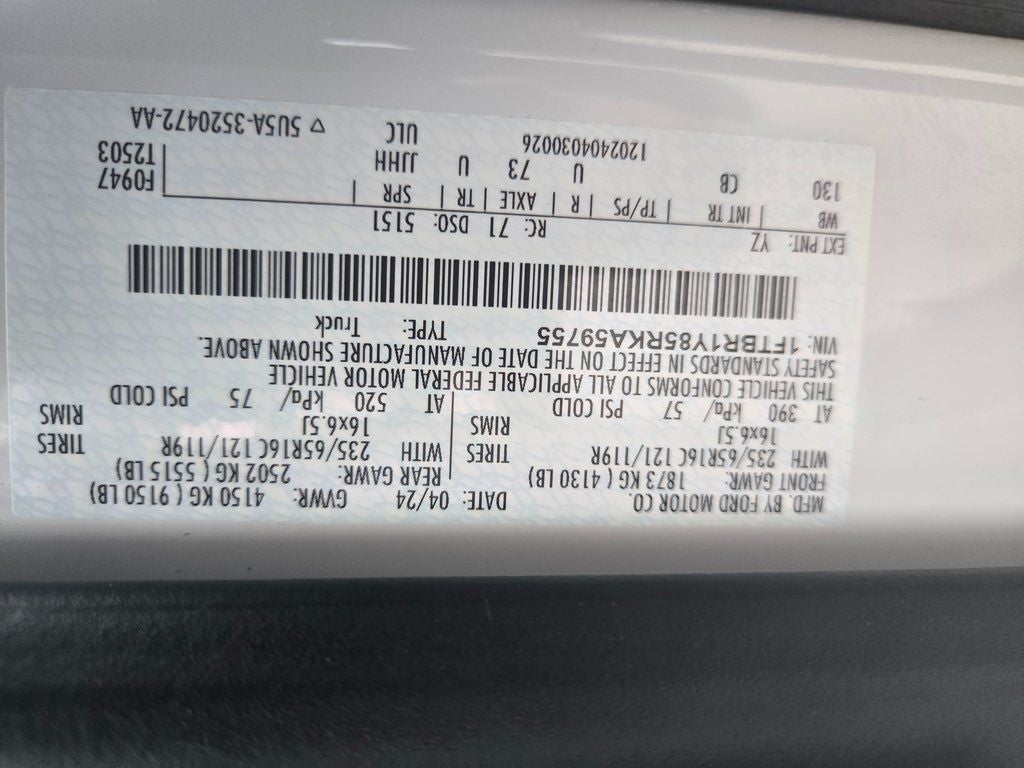 MFD. BY FORD MOTOR CO. DATE: 04/24 GVWR: 4150 KG ( 9150 LB)
FRONT GAWR: 1873 KG ( 4130 LB) REAR GAWR: 2502 KG ( 5515 LB)
WITH 235/65R16C 121/119R TIRES WITH 235/65R16C 121/119R TIRES
16x6.5J RIMS 16x6.5J RIMS
AT 390 kPa/ 57 PSI COLD AT 520 kPa/ 75 PSI COLD
THIS VEHICLE CONFORMS TO ALL APPLICABLE FEDERAL MOTOR VEHICLE
SAFETY STANDARDS IN EFFECT ON THE DATE OF MANUFACTURE SHOWN ABOVE.
VIN: 1FTBR1Y85RKA59755 TYPE: Truck
EXT PNT: YZ RC: 71 DSO: 5151
WB | INT TR | TP/PS | R | AXLE | TR | SPR | F0947
130 CB U 73 U JJHH T2503
120240403002​6 ULC ▽ 5U5A-3520472-AA